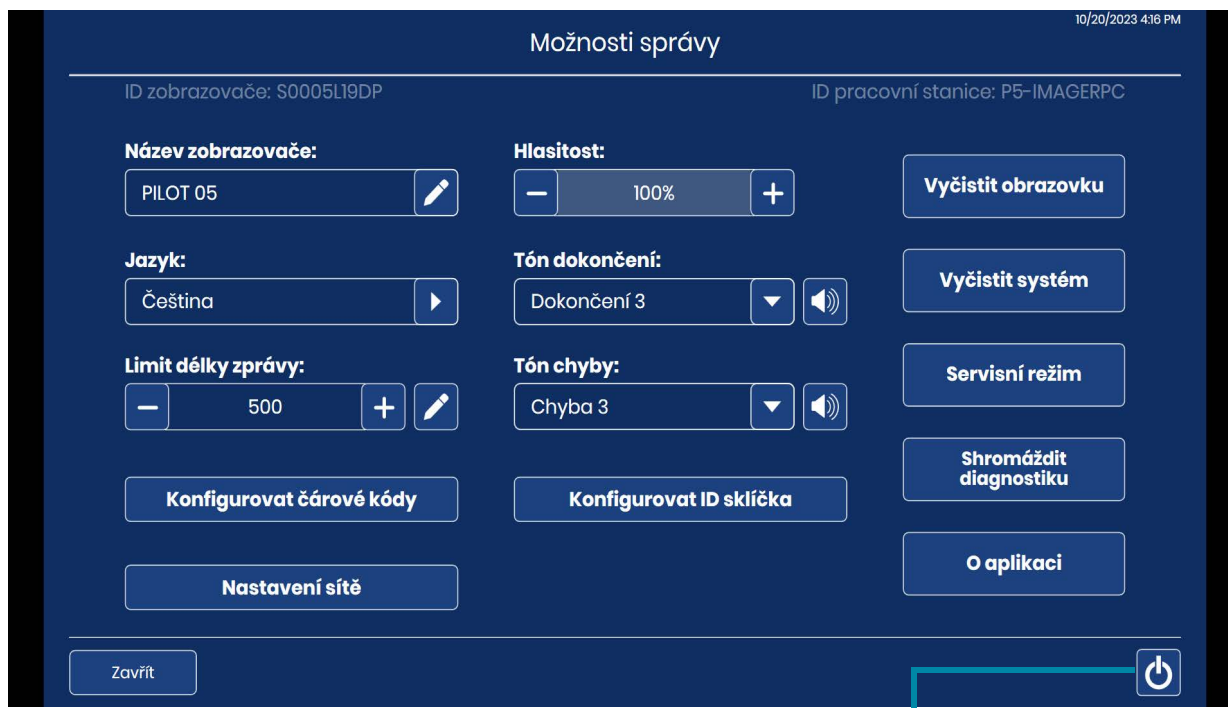 10/20/2023 4:16 PM
Možnosti správy
ID zobrazovače: S0005L19DP
ID pracovní stanice: P5-IMAGERPC
Název zobrazovače:
PILOT 05
Hlasitost:
100%
Vyčistit obrazovku
Jazyk:
Čeština
Tón dokončení:
Dokončení 3
Vyčistit systém
Limit délky zprávy:
500
Tón chyby:
Chyba 3
Servisní režim
Shromáždit
diagnostiku
Konfigurovat čárové kódy
Konfigurovat ID sklíčka
O aplikaci
Nastavení sítě
Zavřít